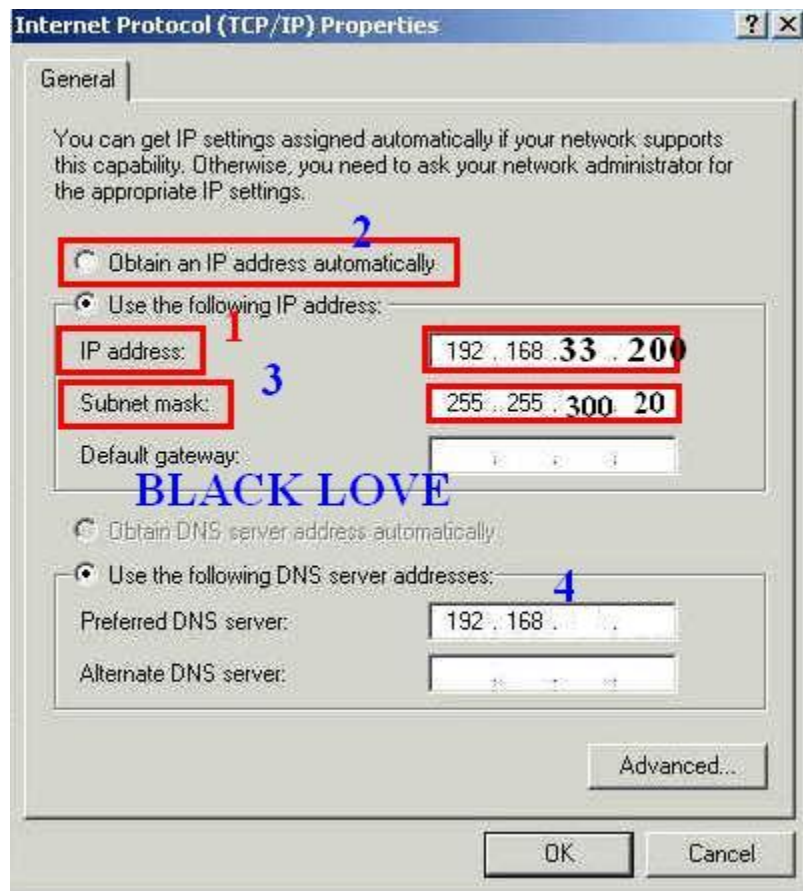 Internet Protocol (TCP/IP) Properties ? ×
General
You can get IP settings assigned automatically if your network supports
this capability. Otherwise, you need to ask your network administrator for
the appropriate IP settings.
2
Obtain an IP address automatically
Use the following IP address:
1
IP address: 192 . 168 . 33 . 200
3
Subnet mask: 255 . 255 . 300 20
Default gateway: . . .
BLACK LOVE
Obtain DNS server address automatically
Use the following DNS server addresses:
4
Preferred DNS server: 192 . 168 . .
Alternate DNS server: . . .
Advanced...
OK Cancel